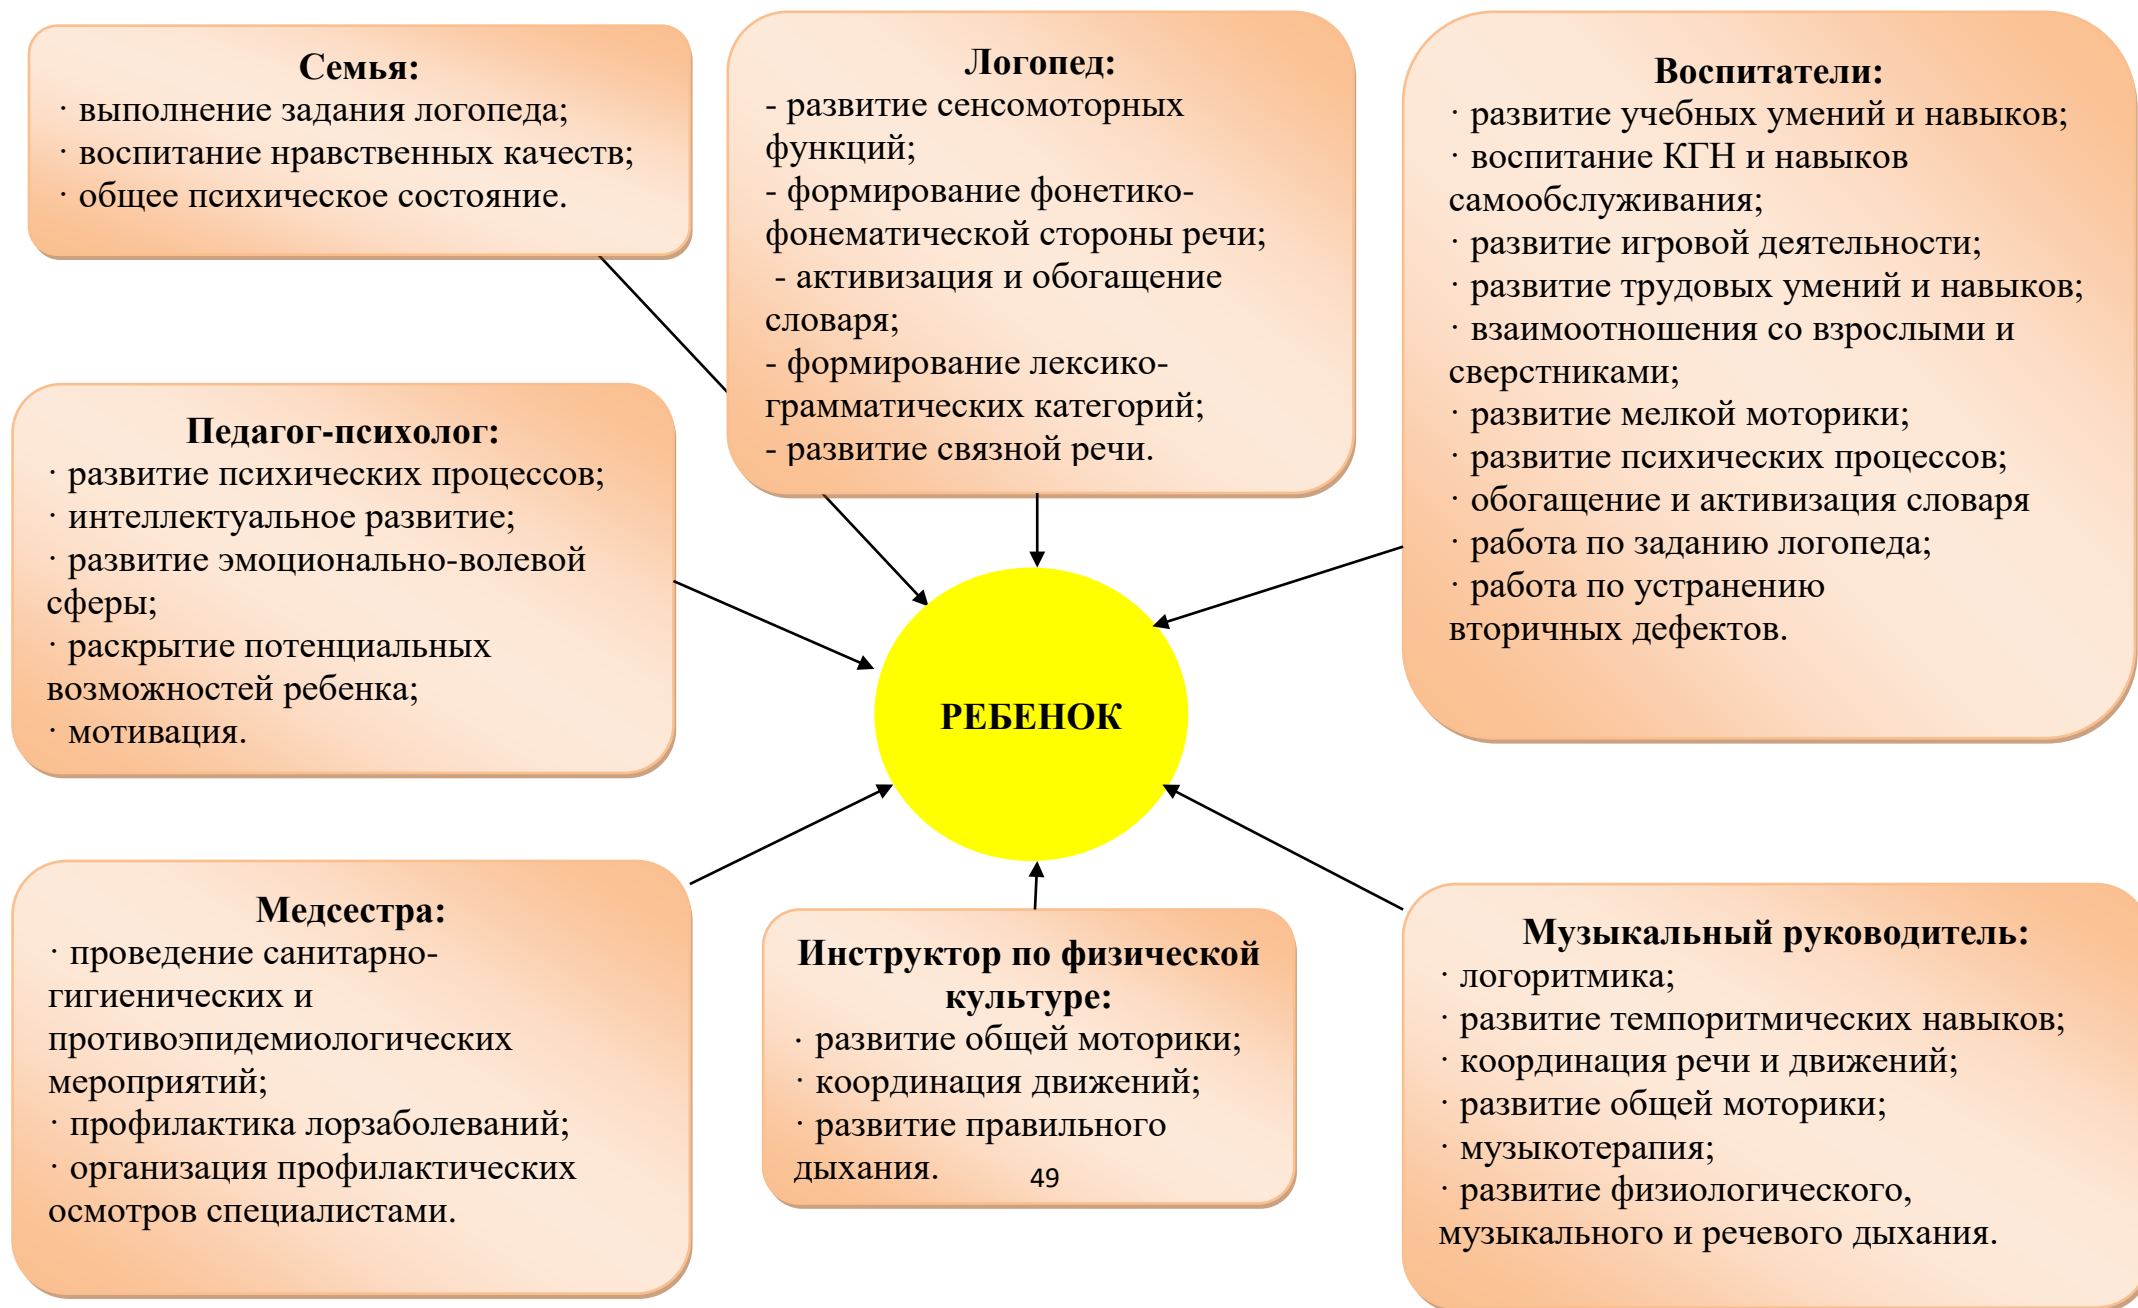 Семья:
· выполнение задания логопеда;
· воспитание нравственных качеств;
· общее психическое состояние.
Логопед:
- развитие сенсомоторных
функций;
- формирование фонетико-
фонематической стороны речи;
- активизация и обогащение
словаря;
- формирование лексико-
грамматических категорий;
- развитие связной речи.
Воспитатели:
· развитие учебных умений и навыков;
· воспитание КГН и навыков
самообслуживания;
· развитие игровой деятельности;
· развитие трудовых умений и навыков;
· взаимоотношения со взрослыми и
сверстниками;
· развитие мелкой моторики;
· развитие психических процессов;
· обогащение и активизация словаря
· работа по заданию логопеда;
· работа по устранению
вторичных дефектов.
Педагог-психолог:
· развитие психических процессов;
· интеллектуальное развитие;
· развитие эмоционально-волевой
сферы;
· раскрытие потенциальных
возможностей ребенка;
· мотивация.
РЕБЕНОК
Медсестра:
· проведение санитарно-
гигиенических и
противоэпидемиологических
мероприятий;
· профилактика лорзаболеваний;
· организация профилактических
осмотров специалистами.
Инструктор по физической
культуре:
· развитие общей моторики;
· координация движений;
· развитие правильного
дыхания.
49
Музыкальный руководитель:
· логоритмика;
· развитие темпоритмических навыков;
· координация речи и движений;
· развитие общей моторики;
· музыкотерапия;
· развитие физиологического,
музыкального и речевого дыхания.